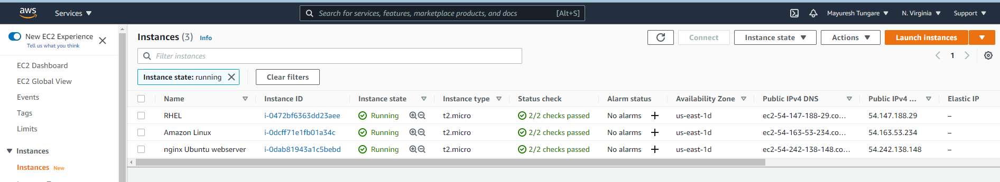 aws Services Search for services, features, marketplace products, and docs [Alt+S] Mayuresh Tungare N. Virginia Support
New EC2 Experience
Tell us what you think
EC2 Dashboard
EC2 Global View
Events
Tags
Limits
Instances
Instances New
Instances (3) Info Connect Instance state Actions Launch instances
Filter instances 1
Instance state: running Clear filters
Name Instance ID Instance state Instance type Status check Alarm status Availability Zone Public IPv4 DNS Public IPv4 ... Elastic IP
RHEL i-0472bf6363dd23aee Running t2.micro 2/2 checks passed No alarms + us-east-1d ec2-54-147-188-29.co... 54.147.188.29 –
Amazon Linux i-0dcff71e1fb01a34c Running t2.micro 2/2 checks passed No alarms + us-east-1d ec2-54-163-53-234.co... 54.163.53.234 –
nginx Ubuntu webserver i-0dab81943a1c5bebd Running t2.micro 2/2 checks passed No alarms + us-east-1d ec2-54-242-138-148.co... 54.242.138.148 –